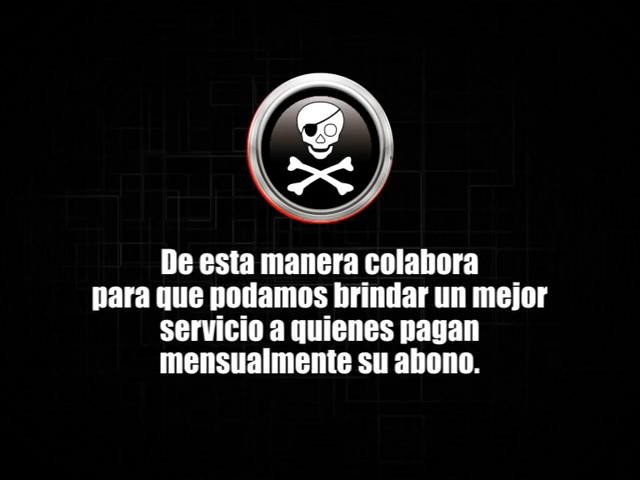 De esta manera colabora
para que podamos brindar un mejor
servicio a quienes pagan
mensualmente su abono.